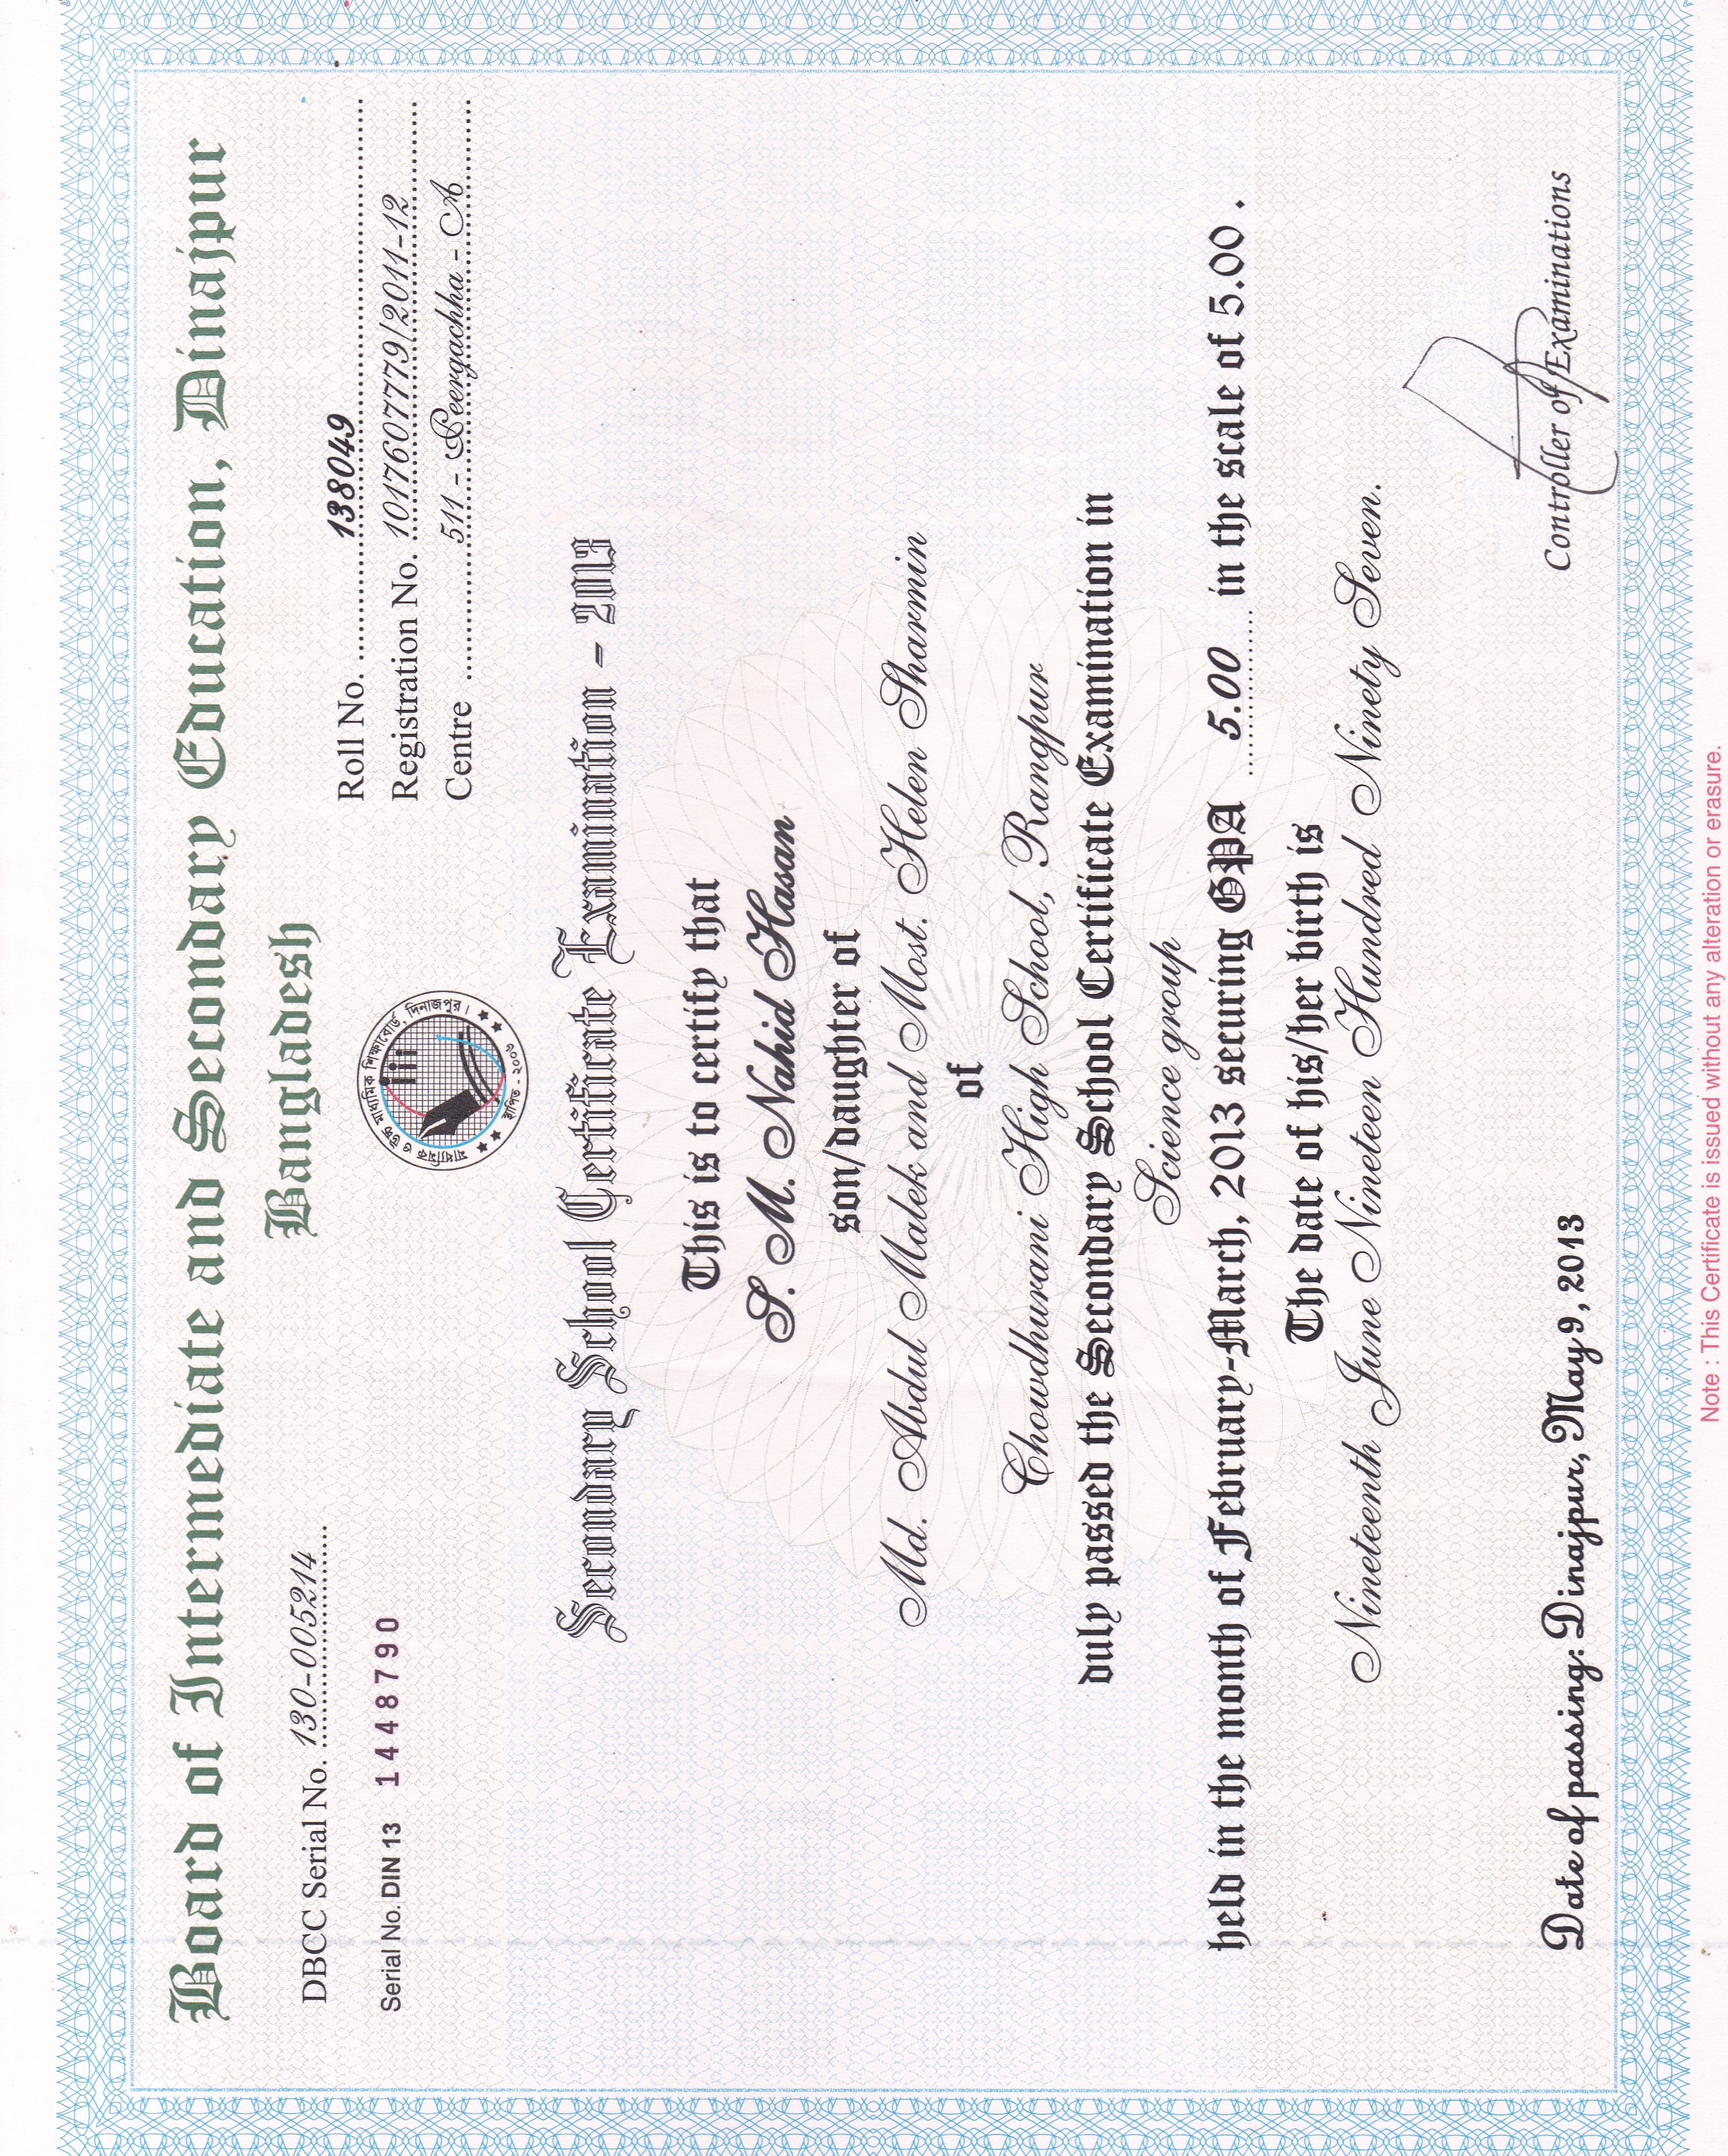 Board of Intermediate and Secondary Education, Dinajpur
Bangladesh
DBCC Serial No. 130-005214
Serial No. DIN 13 1448790
Roll No. 138049
Registration No. 1017607779/2011-12
Centre 511 - Peergachha - A
মাধ্যমিক ও উচ্চ মাধ্যমিক শিক্ষাবোর্ড, দিনাজপুর।
স্থাপিত - ২০০৬
Secondary School Certificate Examination - 2013
This is to certify that
S. M. Nahid Hasan
son/daughter of
Md. Abdul Malek and Most. Helen Sharmin
of
Chowdhurani High School, Rangpur
duly passed the Secondary School Certificate Examination in
Science group
held in the month of February-March, 2013 securing GPA 5.00 in the scale of 5.00 .
The date of his/her birth is
Nineteenth June Nineteen Hundred Ninety Seven.
Date of passing: Dinajpur, May 9, 2013
Controller of Examinations
Note : This Certificate is issued without any alteration or erasure.